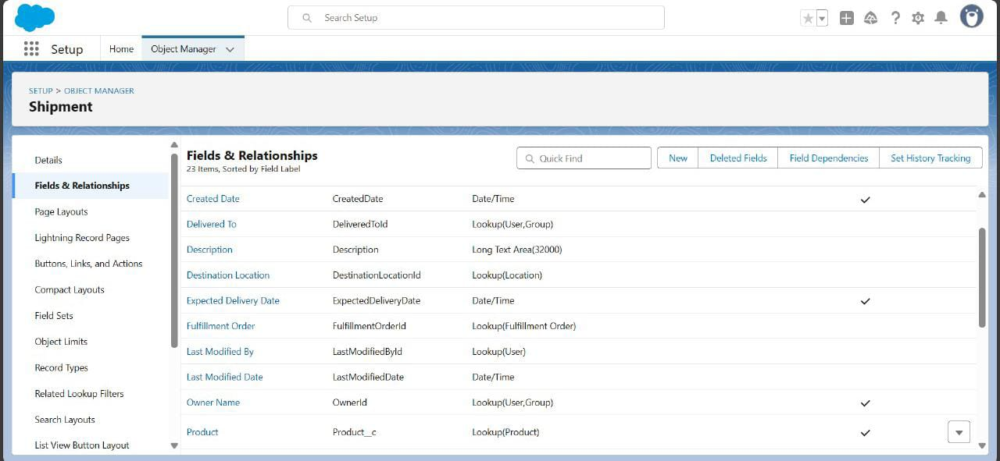 Search Setup
Setup
Home
Object Manager
SETUP > OBJECT MANAGER
Shipment
Details
Fields & Relationships
Page Layouts
Lightning Record Pages
Buttons, Links, and Actions
Compact Layouts
Field Sets
Object Limits
Record Types
Related Lookup Filters
Search Layouts
List View Button Layout
Fields & Relationships
23 Items, Sorted by Field Label
Quick Find
New
Deleted Fields
Field Dependencies
Set History Tracking
Created Date CreatedDate Date/Time
Delivered To DeliveredToId Lookup(User,Group)
Description Description Long Text Area(32000)
Destination Location DestinationLocationId Lookup(Location)
Expected Delivery Date ExpectedDeliveryDate Date/Time
Fulfillment Order FulfillmentOrderId Lookup(Fulfillment Order)
Last Modified By LastModifiedById Lookup(User)
Last Modified Date LastModifiedDate Date/Time
Owner Name OwnerId Lookup(User,Group)
Product Product__c Lookup(Product)